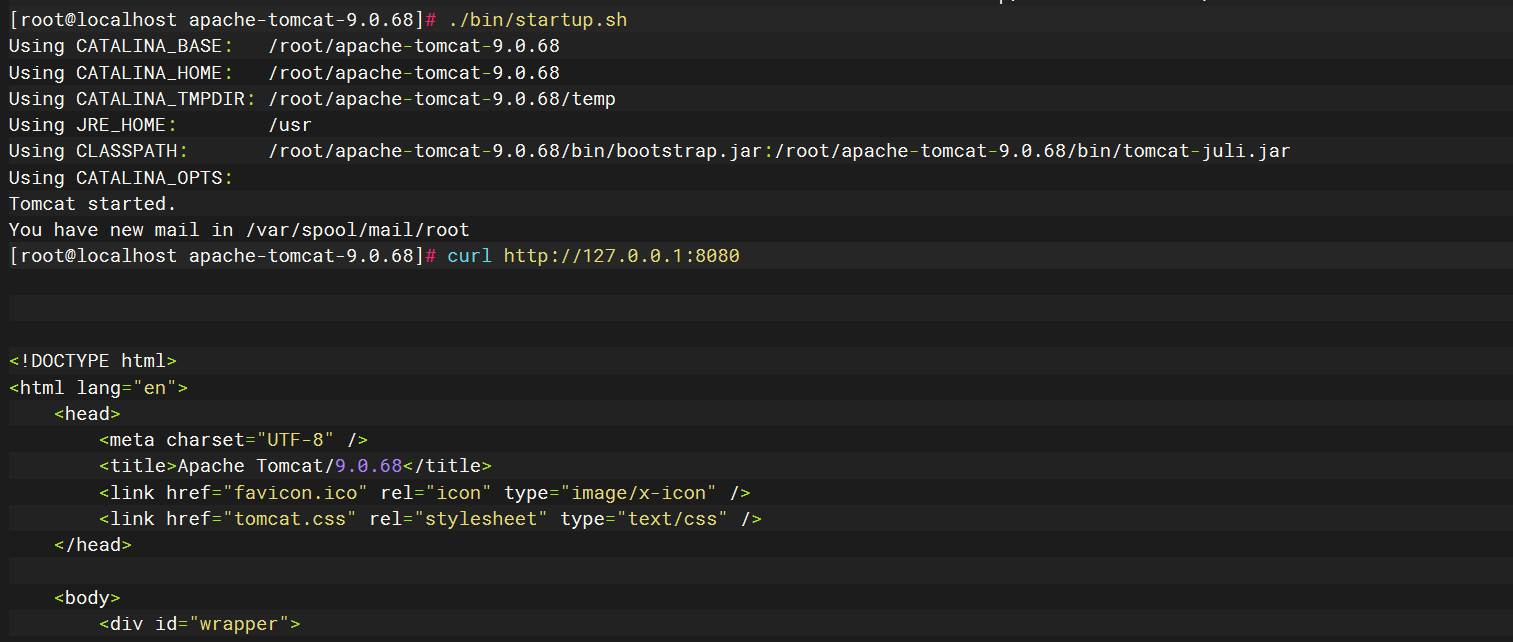 [root@localhost apache-tomcat-9.0.68]# ./bin/startup.sh
Using CATALINA_BASE:   /root/apache-tomcat-9.0.68
Using CATALINA_HOME:   /root/apache-tomcat-9.0.68
Using CATALINA_TMPDIR: /root/apache-tomcat-9.0.68/temp
Using JRE_HOME:        /usr
Using CLASSPATH:       /root/apache-tomcat-9.0.68/bin/bootstrap.jar:/root/apache-tomcat-9.0.68/bin/tomcat-juli.jar
Using CATALINA_OPTS:
Tomcat started.
You have new mail in /var/spool/mail/root
[root@localhost apache-tomcat-9.0.68]# curl http://127.0.0.1:8080
<!DOCTYPE html>
<html lang="en">
    <head>
        <meta charset="UTF-8" />
        <title>Apache Tomcat/9.0.68</title>
        <link href="favicon.ico" rel="icon" type="image/x-icon" />
        <link href="tomcat.css" rel="stylesheet" type="text/css" />
    </head>
    <body>
        <div id="wrapper">